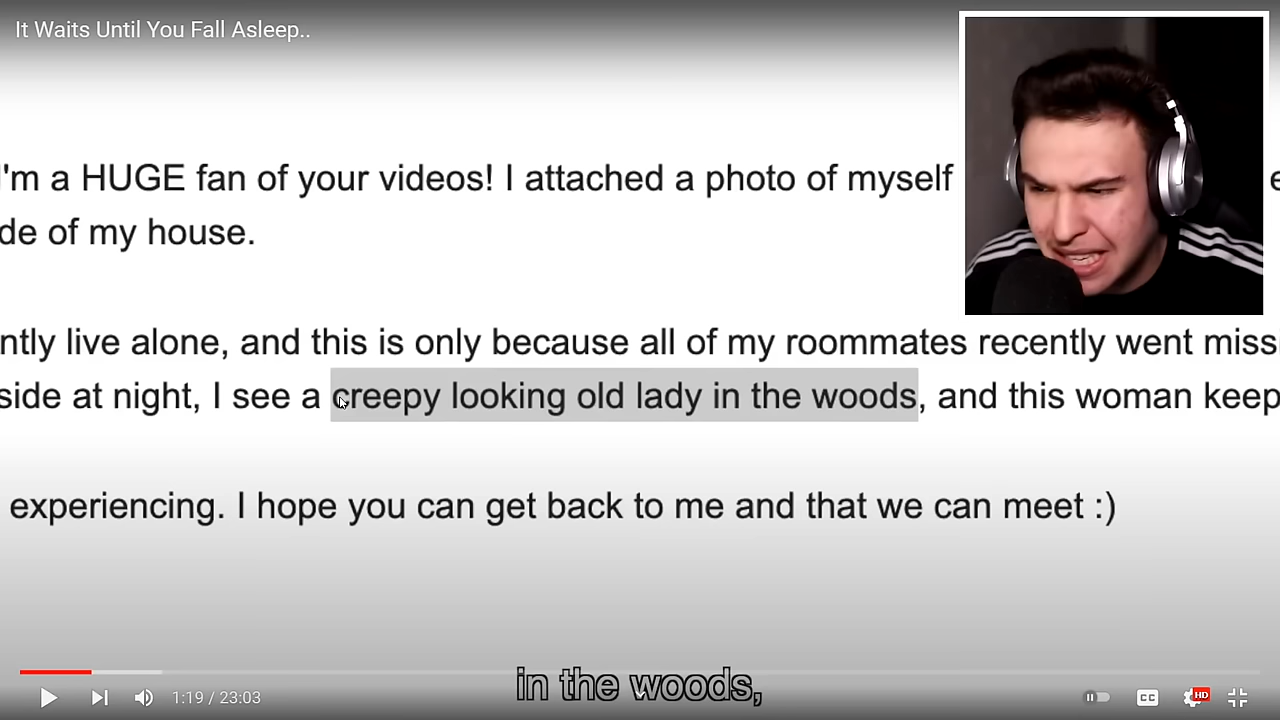 It Waits Until You Fall Asleep..
I'm a HUGE fan of your videos! I attached a photo of myself
de of my house.
ntly live alone, and this is only because all of my roommates recently went miss
side at night, I see a creepy looking old lady in the woods, and this woman keep
experiencing. I hope you can get back to me and that we can meet :)
in the woods,
1:19 / 23:03
CC
HD